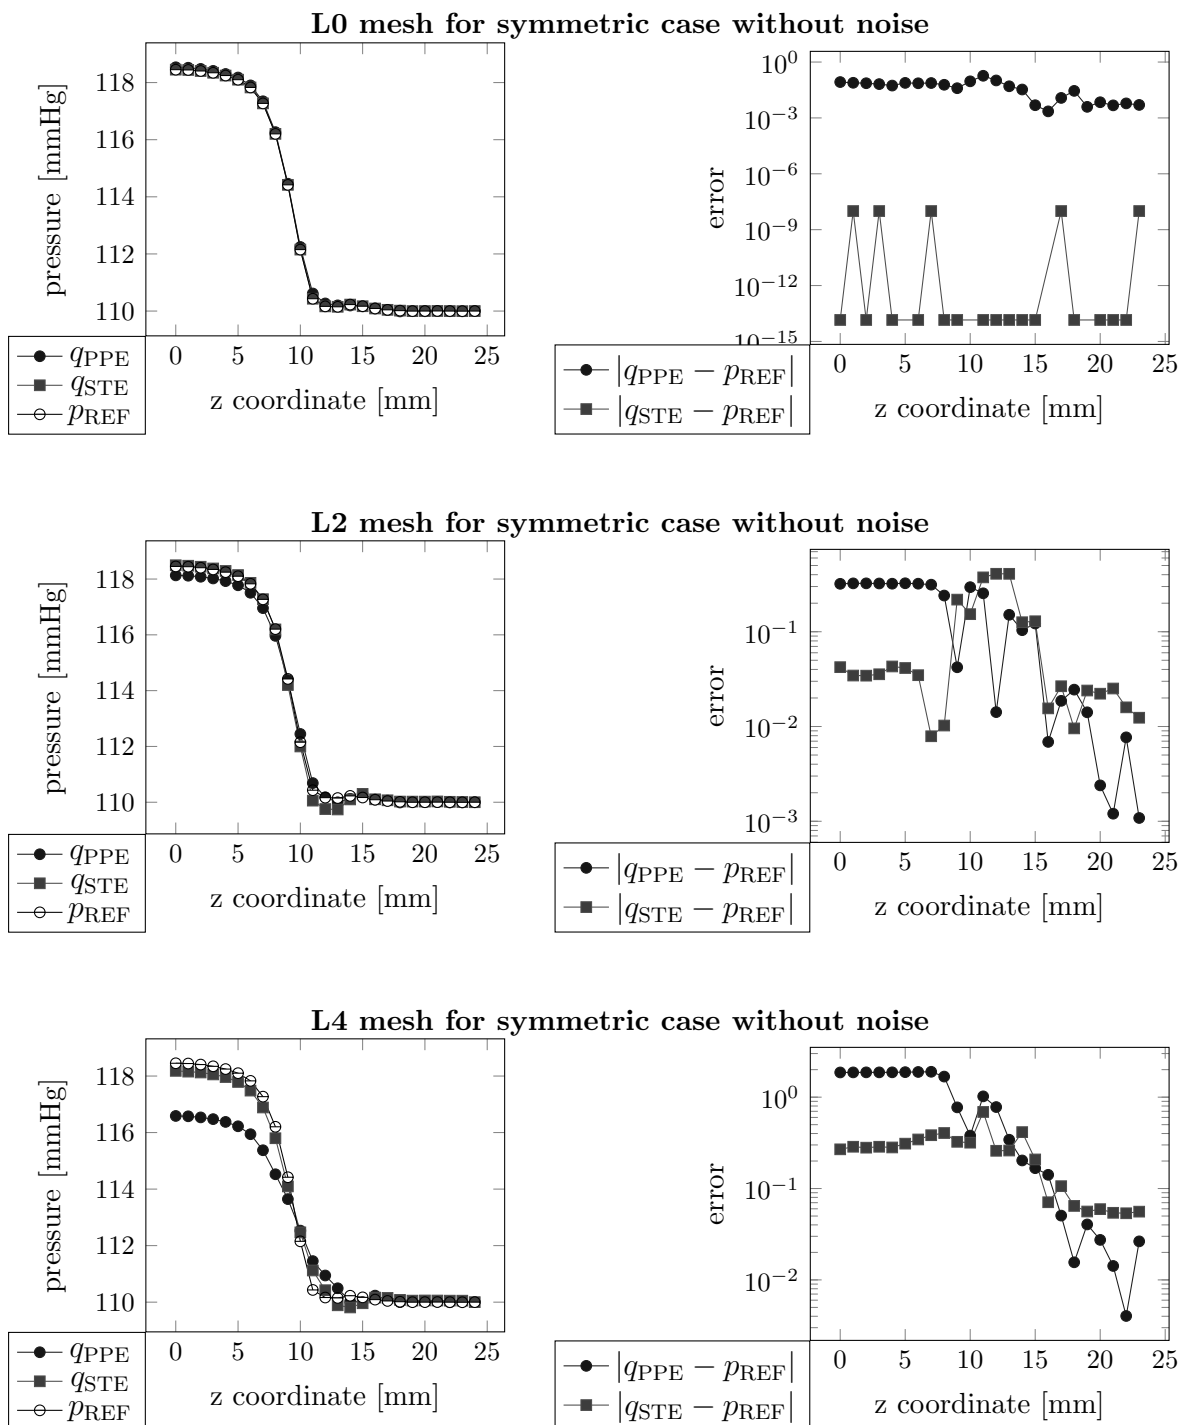 L0 mesh for symmetric case without noise
118
116
114
112
110
pressure [mmHg]
0 5 10 15 20 25
z coordinate [mm]
q_PPE
q_STE
p_REF
10^0
10^−3
10^−6
10^−9
10^−12
10^−15
error
0 5 10 15 20 25
z coordinate [mm]
|q_PPE − p_REF|
|q_STE − p_REF|
L2 mesh for symmetric case without noise
118
116
114
112
110
pressure [mmHg]
0 5 10 15 20 25
z coordinate [mm]
q_PPE
q_STE
p_REF
10^−1
10^−2
10^−3
error
0 5 10 15 20 25
z coordinate [mm]
|q_PPE − p_REF|
|q_STE − p_REF|
L4 mesh for symmetric case without noise
118
116
114
112
110
pressure [mmHg]
0 5 10 15 20 25
z coordinate [mm]
q_PPE
q_STE
p_REF
10^0
10^−1
10^−2
error
0 5 10 15 20 25
z coordinate [mm]
|q_PPE − p_REF|
|q_STE − p_REF|